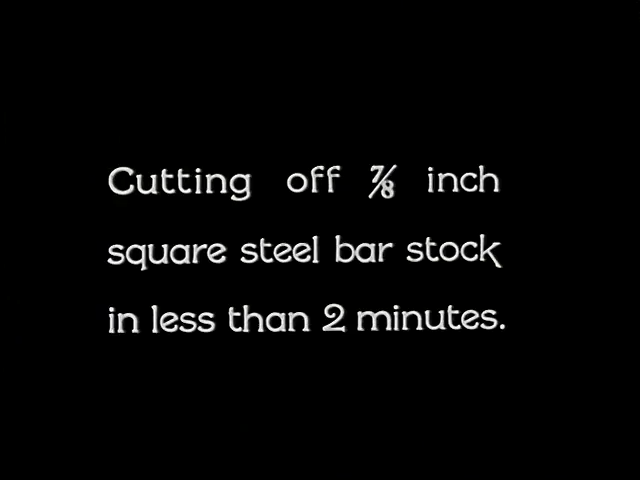 Cutting off ⅞ inch
square steel bar stock
in less than 2 minutes.